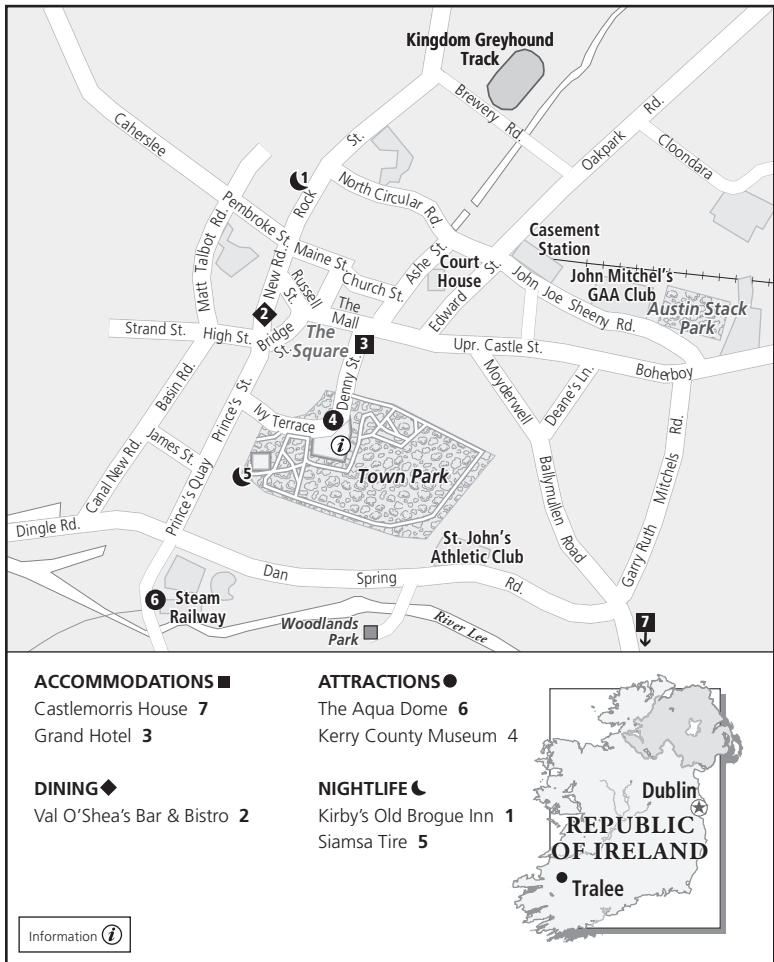 Kingdom Greyhound
Track
Brewery Rd.
Oakpark Rd.
Cloondara
Caherslee
1
Rock St.
North Circular Rd
Pembroke St.
Matt Talbot Rd.
New Rd.
Maine St.
Russell
St.
Church St.
Ashe St.
Court
House
Edward St.
Casement
Station
John Mitchel's
GAA Club
John Joe Sheeny Rd.
Austin Stack
Park
2
The
Mall
Strand St.
High St.
Bridge
St.
The
Square
3
Upr. Castle St.
Boherboy
Denny St.
Moyderwell
Deane's Ln.
Basin Rd.
Prince's St.
Ivy Terrace
4
i
James St.
5
Town Park
Canal New Rd.
Prince's Quay
Ballymullen Road
Garry Ruth Mitchels Rd.
Dingle Rd.
St. John's
Athletic Club
Dan Spring Rd.
6
Steam
Railway
Woodlands
Park
River Lee
7
ACCOMMODATIONS
Castlemorris House 7
Grand Hotel 3
DINING
Val O'Shea's Bar & Bistro 2
ATTRACTIONS
The Aqua Dome 6
Kerry County Museum 4
NIGHTLIFE
Kirby's Old Brogue Inn 1
Siamsa Tire 5
Dublin
REPUBLIC
OF IRELAND
Tralee
Information i